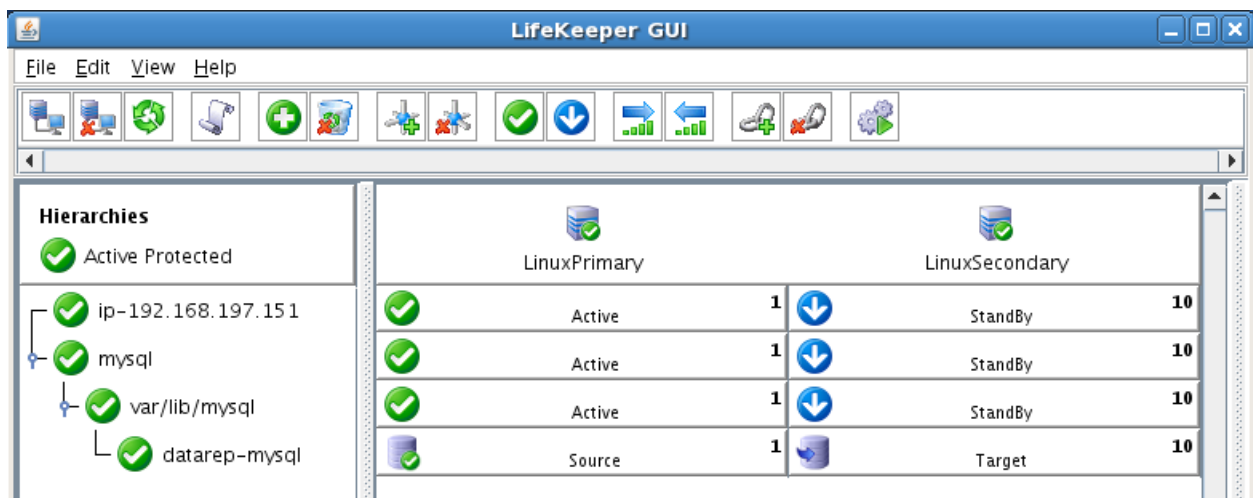 LifeKeeper GUI
File Edit View Help
Hierarchies
Active Protected
LinuxPrimary LinuxSecondary
ip-192.168.197.151 Active 1 StandBy 10
mysql Active 1 StandBy 10
var/lib/mysql Active 1 StandBy 10
datarep-mysql Source 1 Target 10